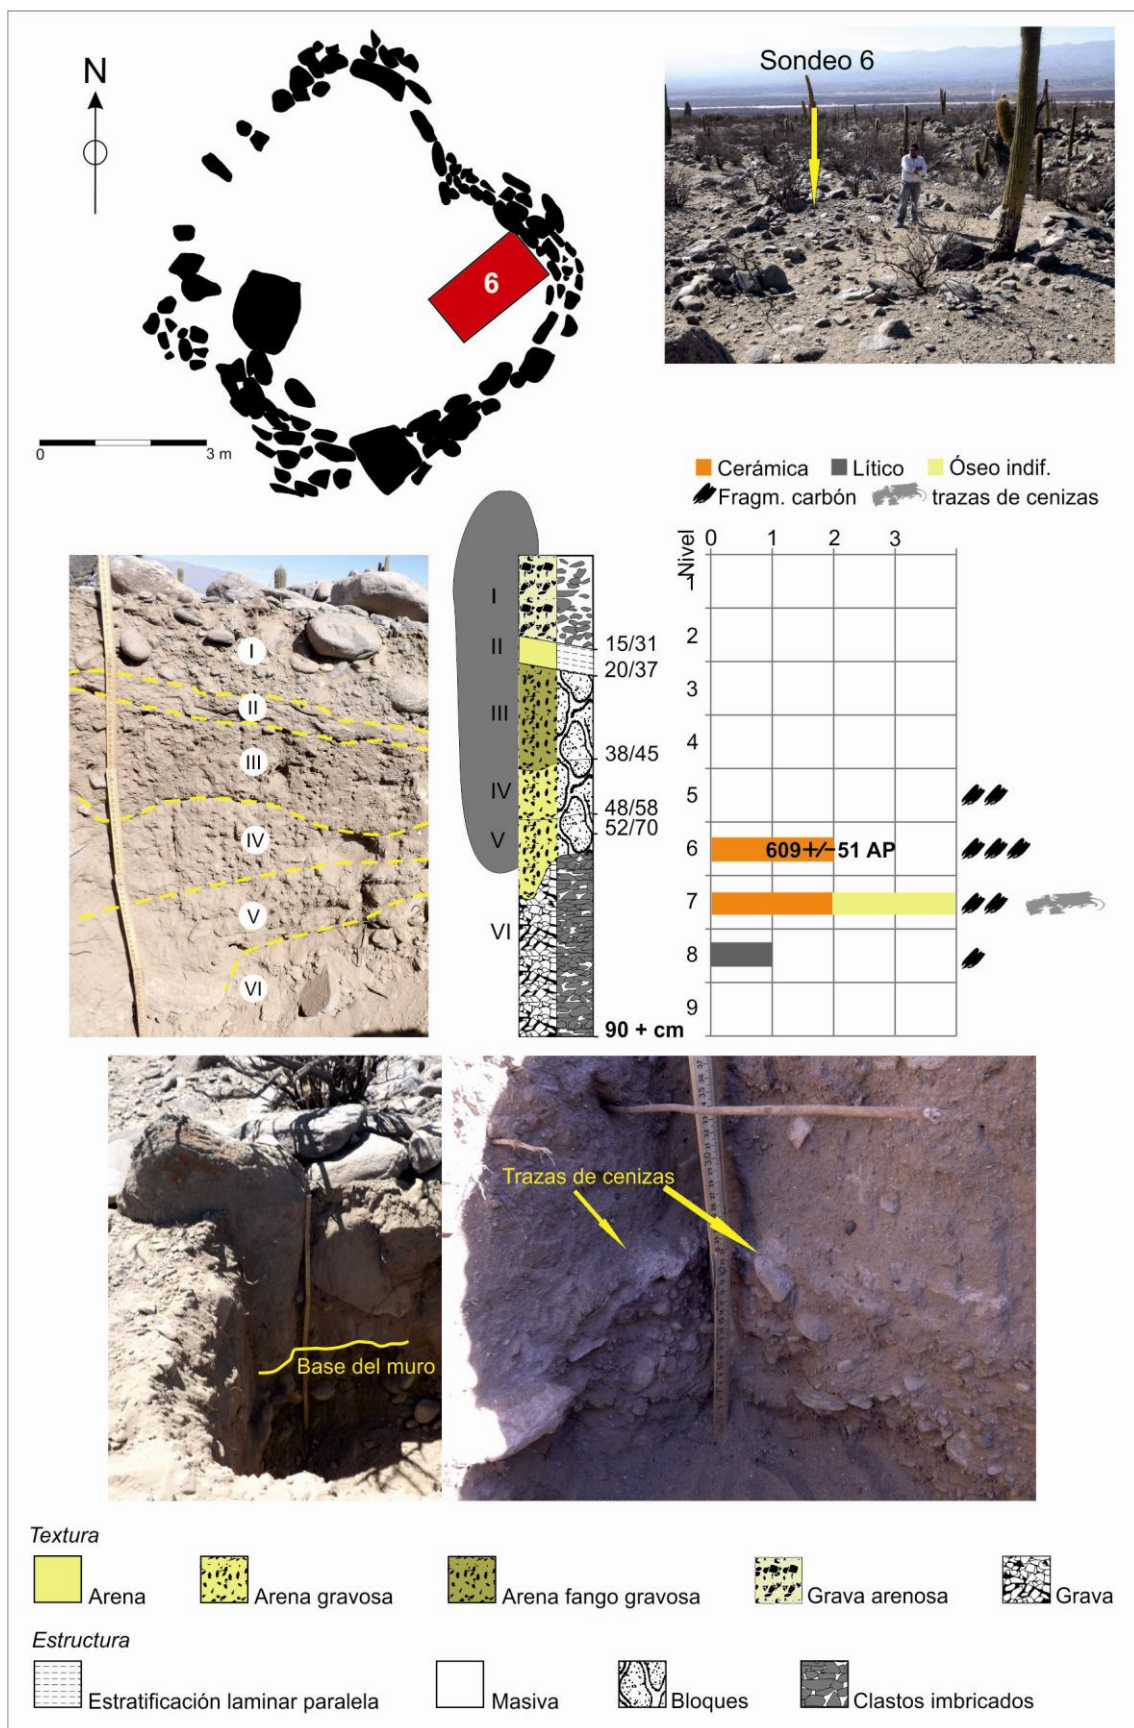 N
6
0
3 m
Sondeo 6
Cerámica Lítico Óseo indif.
Fragm. carbón trazas de cenizas
Nivel
0 1 2 3
1
2
3
4
5
6 609+/-51 AP
7
8
9
I
II
III
IV
V
VI
I
II
III
IV
V
VI
15/31
20/37
38/45
48/58
52/70
90 + cm
Base del muro
Trazas de cenizas
Textura
Arena Arena gravosa Arena fango gravosa Grava arenosa Grava
Estructura
Estratificación laminar paralela Masiva Bloques Clastos imbricados